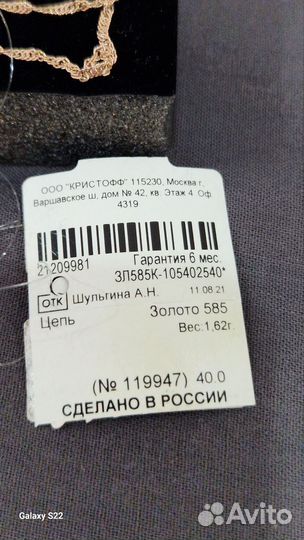 ООО "КРИСТОФФ" 115230, Москва г,
Варшавское ш, дом № 42, кв. Этаж 4 Оф
4319
21209981 Гарантия 6 мес.
ЗЛ585К-105402540*
ОТК Шульгина А.Н. 11.08.21
Цепь Золото 585
Вес:1,62г.
(№ 119947) 40.0
СДЕЛАНО В РОССИИ
Galaxy S22
Avito